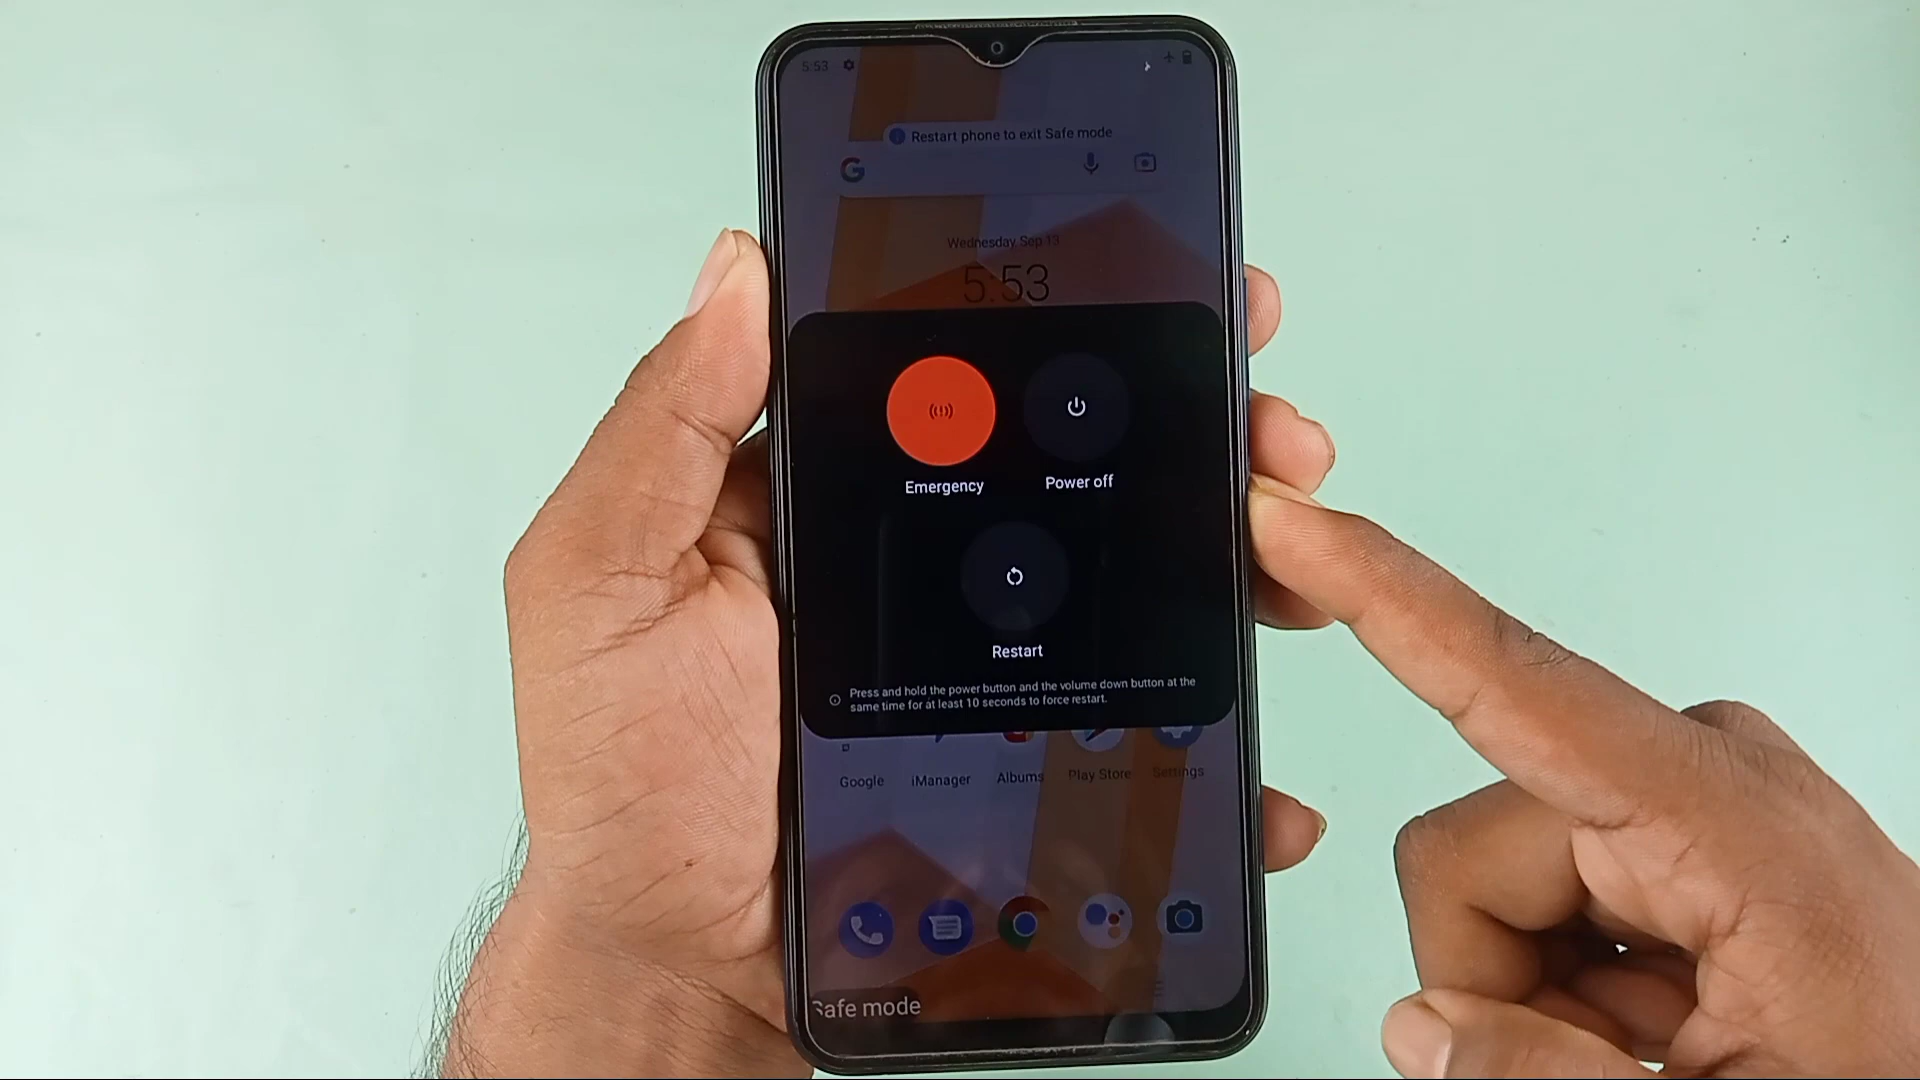 5:53
Restart phone to exit Safe mode
G
Wednesday, Sep 13
5:53
Emergency
Power off
Restart
Press and hold the power button and the volume down button at the
same time for at least 10 seconds to force restart.
Google
iManager
Albums
Play Store
Settings
Safe mode